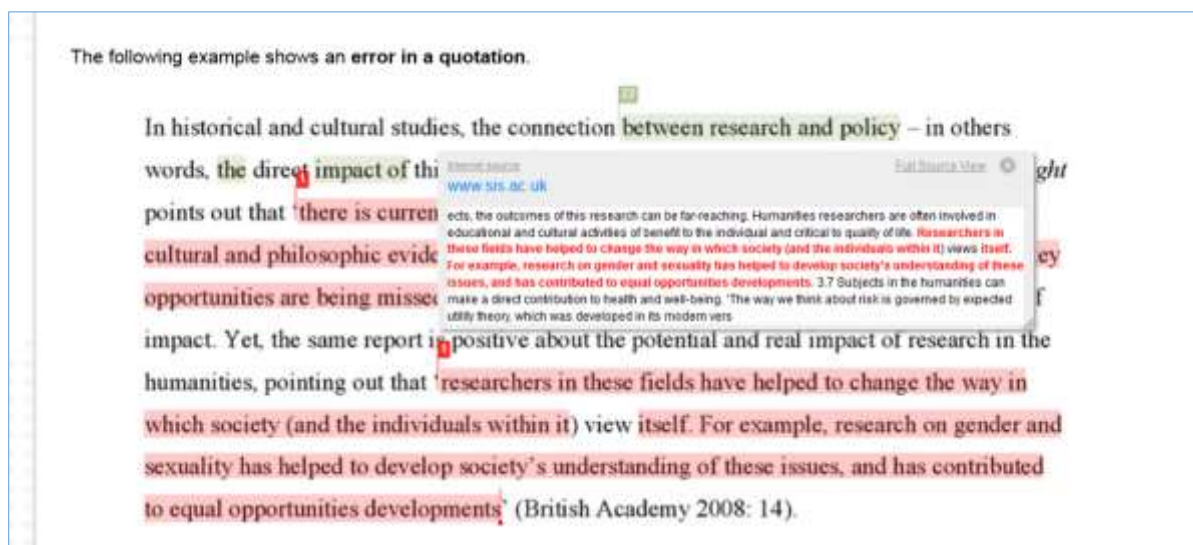 The following example shows an error in a quotation.
In historical and cultural studies, the connection between research and policy – in others
words, the direct impact of thi
ght
points out that ‘there is curren
cultural and philosophic evide
ey
opportunities are being missed
f
Internet source
Full Source View
www.sis.ac.uk
ects, the outcomes of this research can be far-reaching. Humanities researchers are often involved in
educational and cultural activities of benefit to the individual and critical to quality of life. Researchers in
these fields have helped to change the way in which society (and the individuals within it) views itself.
For example, research on gender and sexuality has helped to develop society's understanding of these
issues, and has contributed to equal opportunities developments. 3.7 Subjects in the humanities can
make a direct contribution to health and well-being. 'The way we think about risk is governed by expected
utility theory, which was developed in its modern vers
impact. Yet, the same report is positive about the potential and real impact of research in the
humanities, pointing out that ‘researchers in these fields have helped to change the way in
which society (and the individuals within it) view itself. For example, research on gender and
sexuality has helped to develop society’s understanding of these issues, and has contributed
to equal opportunities developments’ (British Academy 2008: 14).